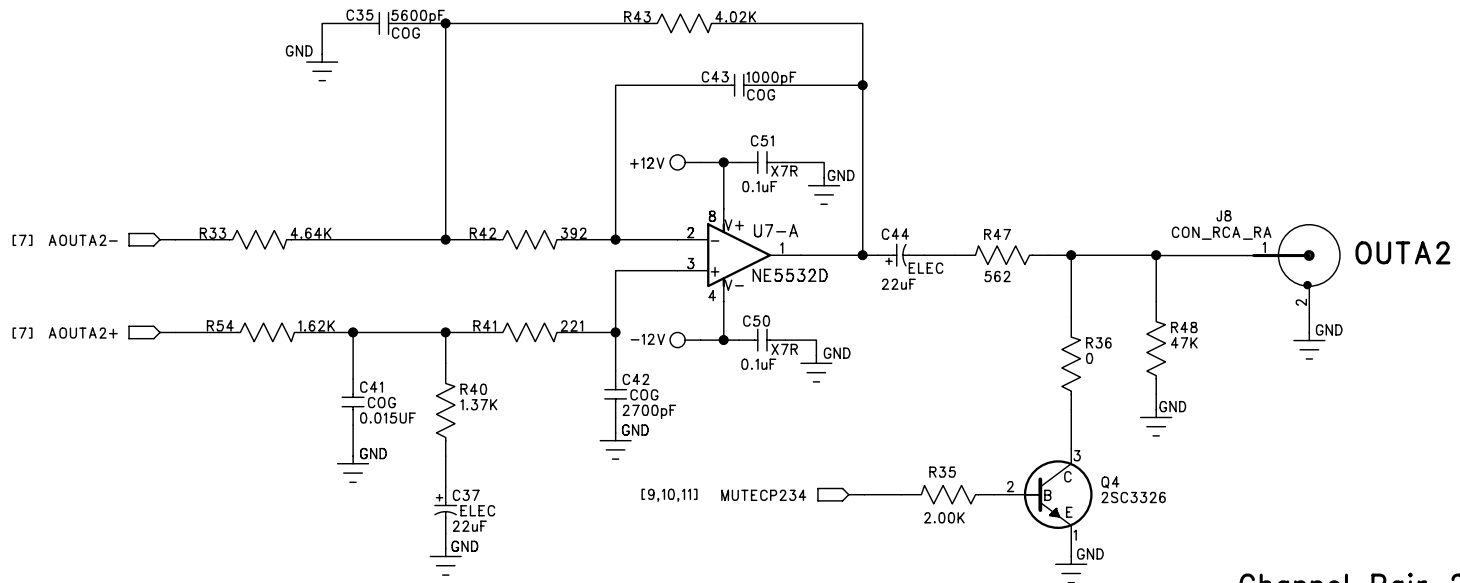 C35 5600pF
COG
GND
R43 4.02K
C43 1000pF
COG
C51
+12V
X7R
0.1uF
GND
8
V+
U7-A
[7] AOUTA2-
R33 4.64K
R42 392
2
-
1
3
+
NE5532D
V-
4
C44
+
ELEC
22uF
R47
562
J8
CON_RCA_RA
1
OUTA2
2
GND
[7] AOUTA2+
R54 1.62K
R41 221
-12V
C50
X7R
0.1uF
GND
R36
0
R48
47K
GND
C41
COG
0.015UF
GND
R40
1.37K
C42
COG
2700pF
GND
+
C37
ELEC
22uF
GND
[9,10,11] MUTECP234
R35
2.00K
2
B
3
C
E
1
Q4
2SC3326
GND